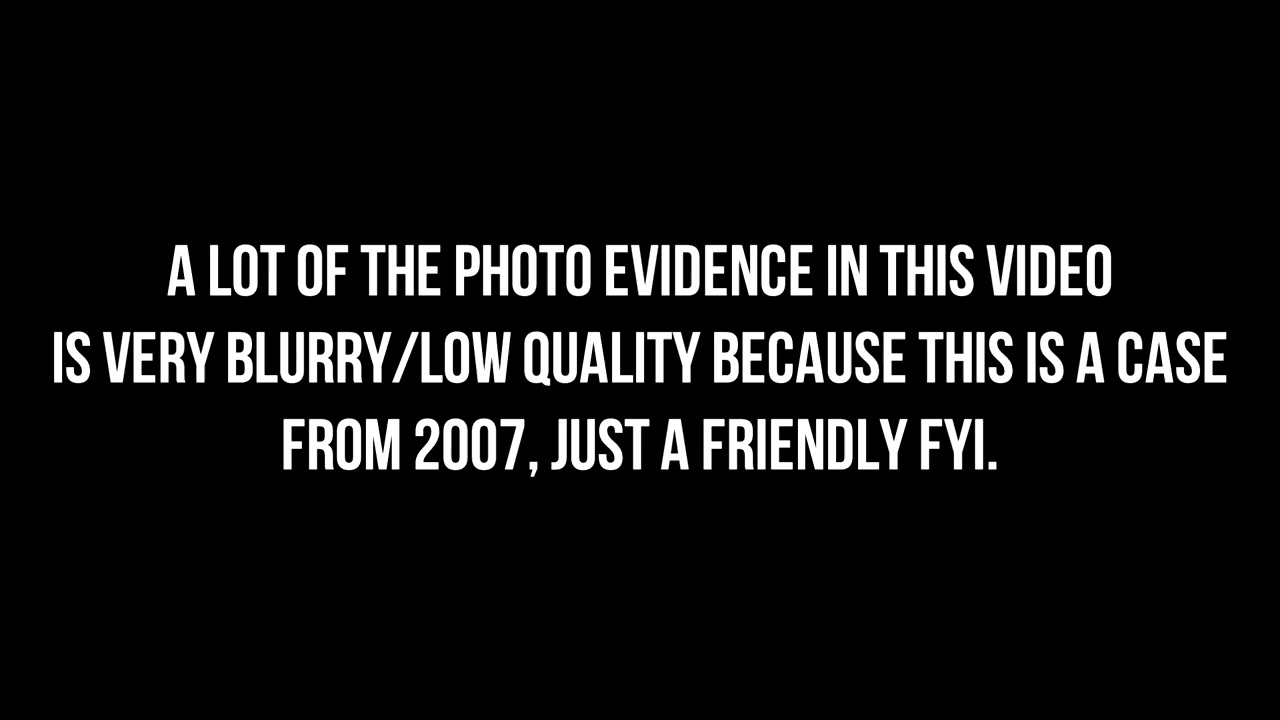 A LOT OF THE PHOTO EVIDENCE IN THIS VIDEO
IS VERY BLURRY/LOW QUALITY BECAUSE THIS IS A CASE
FROM 2007, JUST A FRIENDLY FYI.